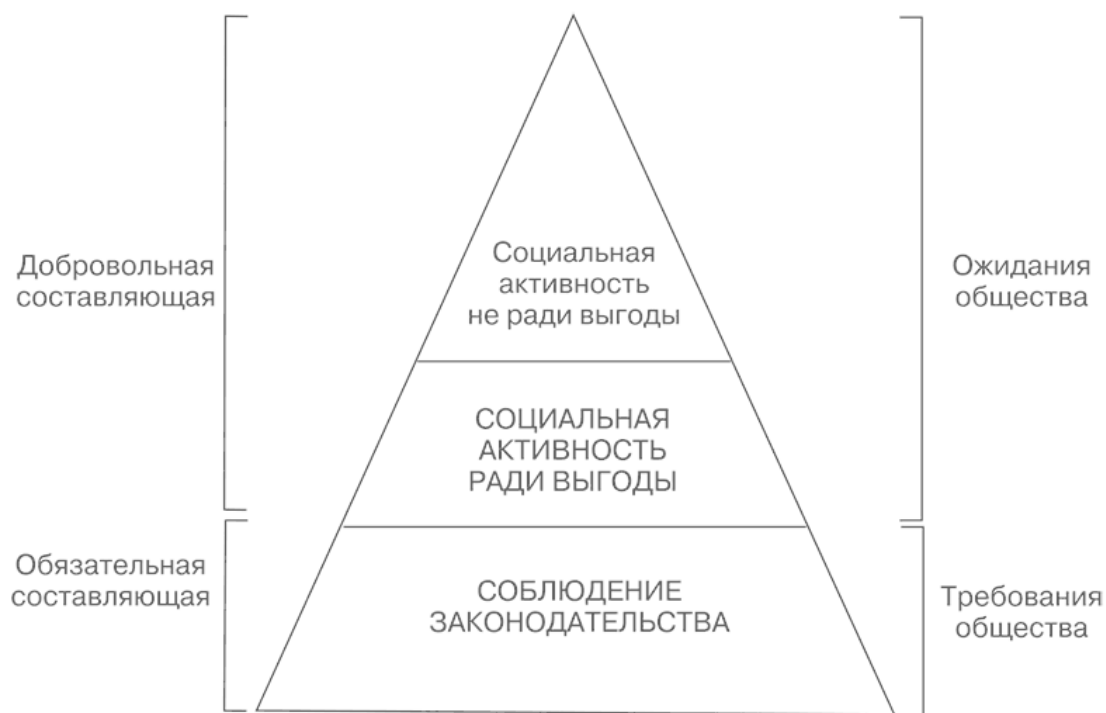 Добровольная
составляющая
Социальная
активность
не ради выгоды
Ожидания
общества
СОЦИАЛЬНАЯ
АКТИВНОСТЬ
РАДИ ВЫГОДЫ
Обязательная
составляющая
СОБЛЮДЕНИЕ
ЗАКОНОДАТЕЛЬСТВА
Требования
общества